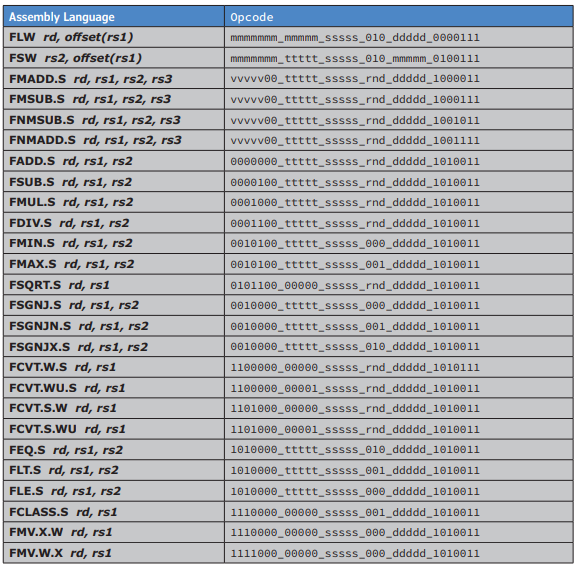 Assembly Language Opcode
FLW rd, offset(rs1) mmmmmmm_mmmmm_sssss_010_ddddd_0000111
FSW rs2, offset(rs1) mmmmmmm_ttttt_sssss_010_mmmmm_0100111
FMADD.S rd, rs1, rs2, rs3 vvvvv00_ttttt_sssss_rnd_ddddd_1000011
FMSUB.S rd, rs1, rs2, rs3 vvvvv00_ttttt_sssss_rnd_ddddd_1000111
FNMSUB.S rd, rs1, rs2, rs3 vvvvv00_ttttt_sssss_rnd_ddddd_1001011
FNMADD.S rd, rs1, rs2, rs3 vvvvv00_ttttt_sssss_rnd_ddddd_1001111
FADD.S rd, rs1, rs2 0000000_ttttt_sssss_rnd_ddddd_1010011
FSUB.S rd, rs1, rs2 0000100_ttttt_sssss_rnd_ddddd_1010011
FMUL.S rd, rs1, rs2 0001000_ttttt_sssss_rnd_ddddd_1010011
FDIV.S rd, rs1, rs2 0001100_ttttt_sssss_rnd_ddddd_1010011
FMIN.S rd, rs1, rs2 0010100_ttttt_sssss_000_ddddd_1010011
FMAX.S rd, rs1, rs2 0010100_ttttt_sssss_001_ddddd_1010011
FSQRT.S rd, rs1 0101100_00000_sssss_rnd_ddddd_1010011
FSGNJ.S rd, rs1, rs2 0010000_ttttt_sssss_000_ddddd_1010011
FSGNJN.S rd, rs1, rs2 0010000_ttttt_sssss_001_ddddd_1010011
FSGNJX.S rd, rs1, rs2 0010000_ttttt_sssss_010_ddddd_1010011
FCVT.W.S rd, rs1 1100000_00000_sssss_rnd_ddddd_1010111
FCVT.WU.S rd, rs1 1100000_00001_sssss_rnd_ddddd_1010011
FCVT.S.W rd, rs1 1101000_00000_sssss_rnd_ddddd_1010011
FCVT.S.WU rd, rs1 1101000_00001_sssss_rnd_ddddd_1010011
FEQ.S rd, rs1, rs2 1010000_ttttt_sssss_010_ddddd_1010011
FLT.S rd, rs1, rs2 1010000_ttttt_sssss_001_ddddd_1010011
FLE.S rd, rs1, rs2 1010000_ttttt_sssss_000_ddddd_1010011
FCLASS.S rd, rs1 1110000_00000_sssss_001_ddddd_1010011
FMV.X.W rd, rs1 1110000_00000_sssss_000_ddddd_1010011
FMV.W.X rd, rs1 1111000_00000_sssss_000_ddddd_1010011